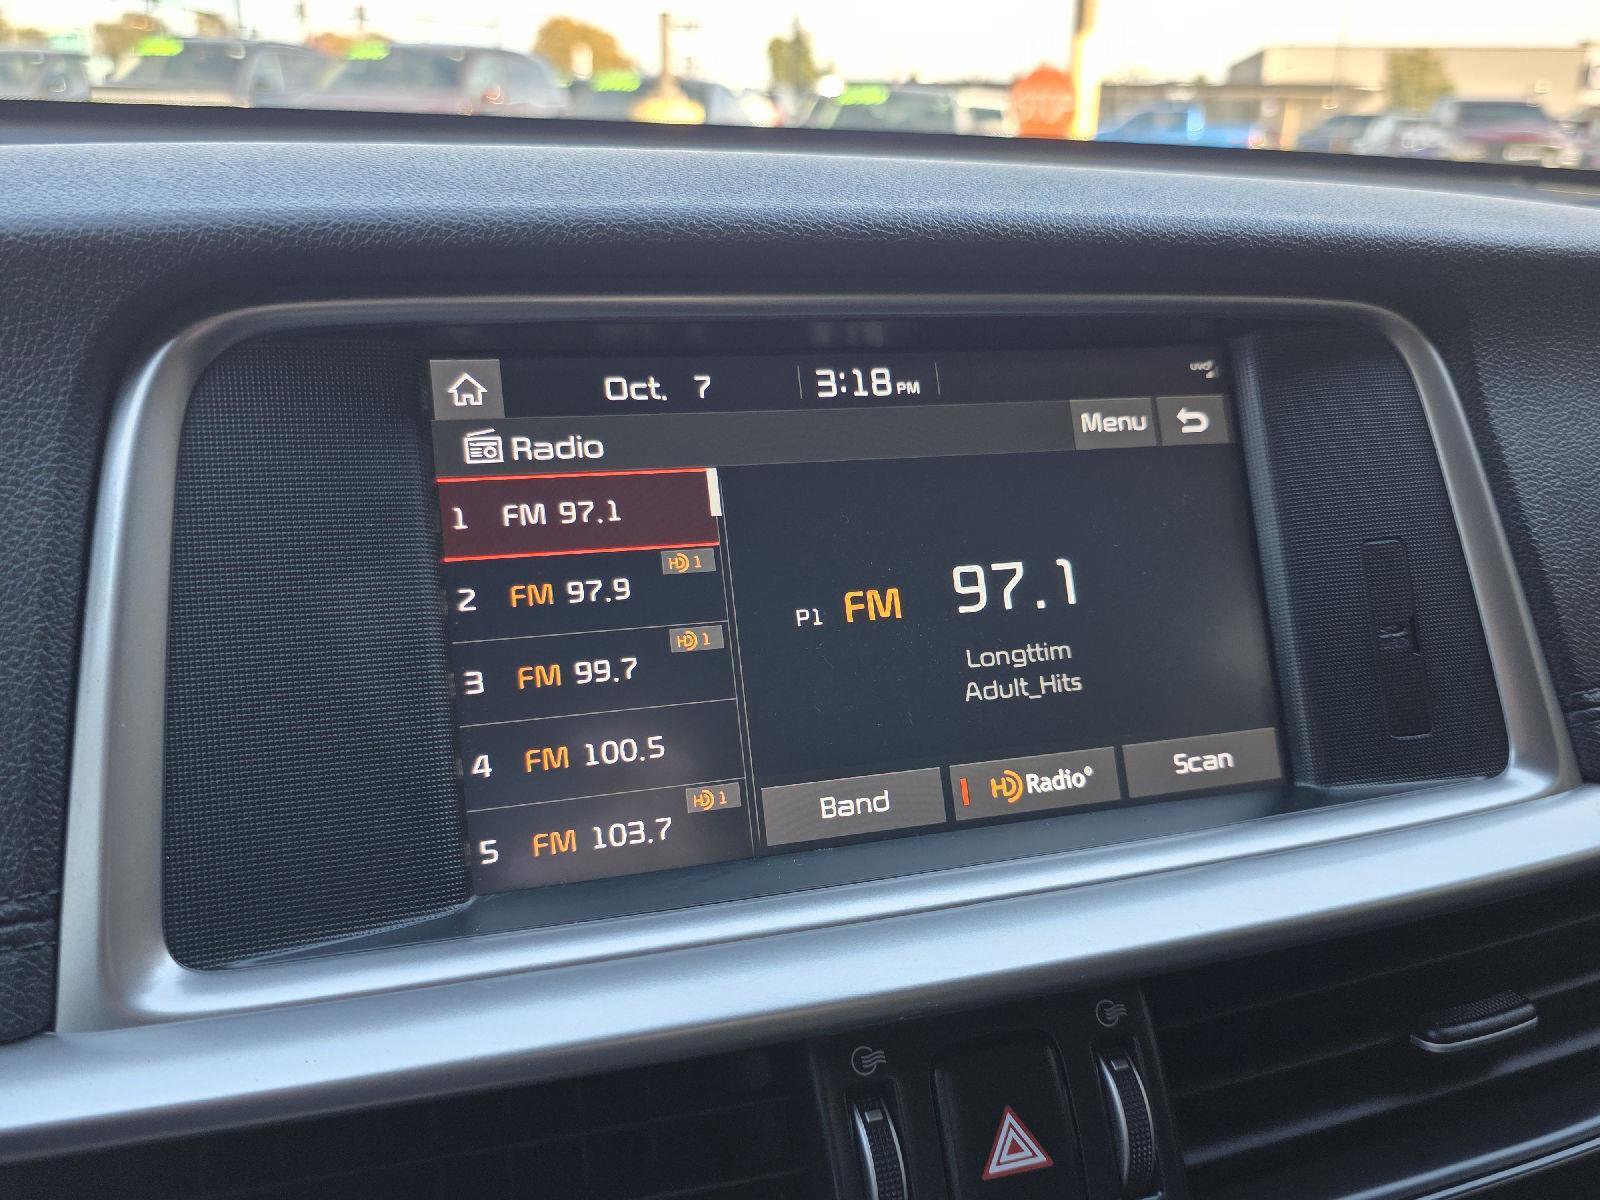 Oct. 7 3:18 PM
Radio Menu
1 FM 97.1
HD 1
2 FM 97.9
HD 1
3 FM 99.7
4 FM 100.5
HD 1
5 FM 103.7
P1 FM 97.1
Longttim
Adult_Hits
Band HD Radio® Scan